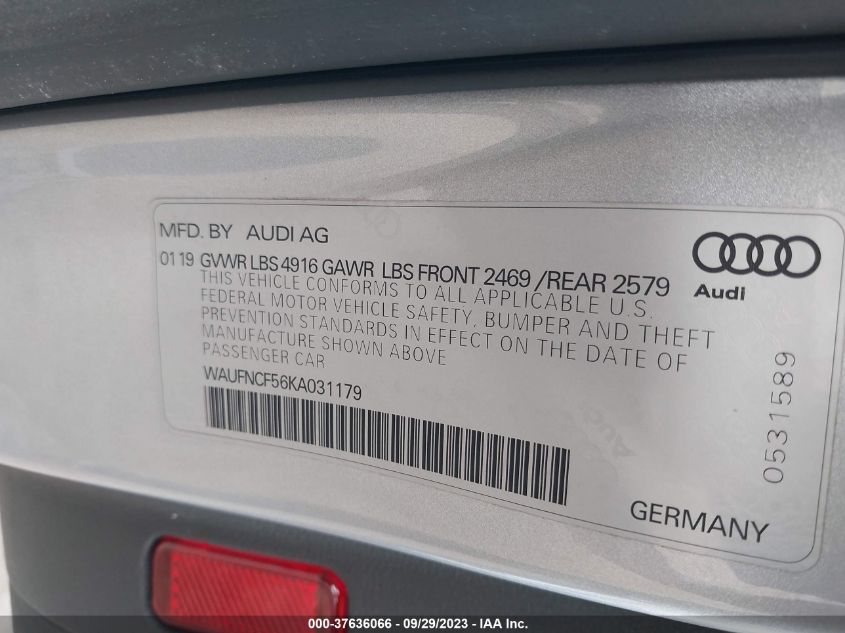 MFD. BY AUDI AG
0119 GVWR LBS 4916 GAWR LBS FRONT 2469 /REAR 2579
THIS VEHICLE CONFORMS TO ALL APPLICABLE U.S.
FEDERAL MOTOR VEHICLE SAFETY, BUMPER AND THEFT
PREVENTION STANDARDS IN EFFECT ON THE DATE OF
MANUFACTURE SHOWN ABOVE
PASSENGER CAR
WAUFNCF56KA031179
Audi
0531589
GERMANY
000-37636066 - 09/29/2023 - IAA Inc.